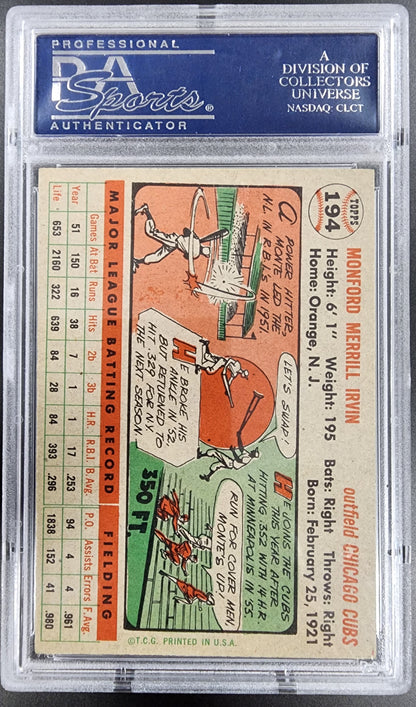 PROFESSIONAL
PSA
Sports
®
AUTHENTICATOR
A
DIVISION OF
COLLECTORS
UNIVERSE
NASDAQ: CLCT
TOPPS
194
MONFORD MERRILL IRVIN
outfield CHICAGO CUBS
Height: 6' 1" Weight: 195 Bats: Right Throws: Right
Home: Orange, N. J. Born: February 25, 1921
A POWER HITTER,
MONTE LED THE
N.L. IN R.B.I.
IN 1951.
LET'S SWAP!
HE BROKE HIS
ANKLE IN '52
BUT RETURNED TO
HIT .329 FOR N.Y.
THE NEXT SEASON.
HE JOINS THE CUBS
THIS YEAR AFTER
HITTING 352 WITH 14 H.R.
AT MINNEAPOLIS IN '55.
RUN FOR COVER MEN,
MONTE'S UP!
350 FT.
MAJOR LEAGUE BATTING RECORD FIELDING
Games At Bat Runs Hits 2b 3b H.R. R.B.I. B.Avg. P.O. Assists Errors F.Avg.
Year 51 150 16 38 7 1 1 17 .253 94 4 4 .961
Life 653 2160 322 639 84 28 84 393 .296 1838 152 41 .980
©T.C.G. PRINTED IN U.S.A.